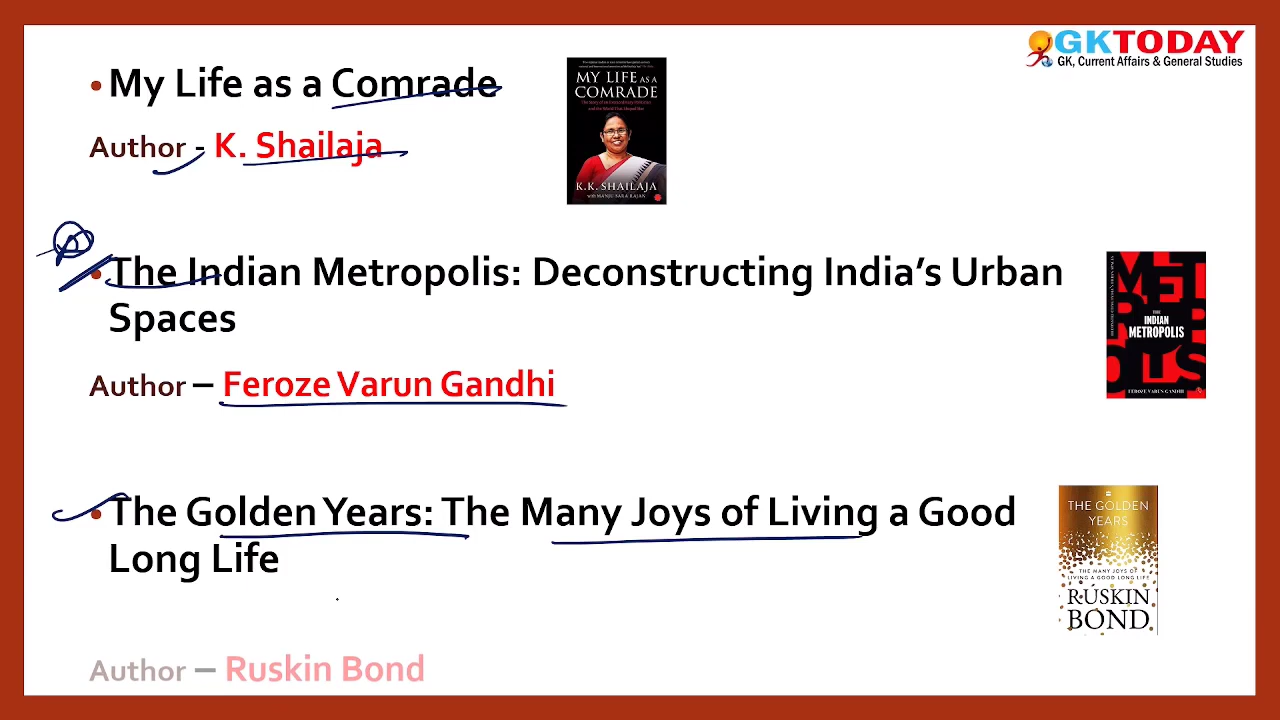 GKTODAY
GK, Current Affairs & General Studies
•My Life as a Comrade
Author - K. Shailaja
MY LIFE AS A
COMRADE
K.K. SHAILAJA
•The Indian Metropolis: Deconstructing India's Urban
Spaces
Author – Feroze Varun Gandhi
INDIAN
METROPOLIS
FEROZE VARUN GANDHI
•The Golden Years: The Many Joys of Living a Good
Long Life
Author – Ruskin Bond
THE GOLDEN
YEARS
THE MANY JOYS OF
LIVING A GOOD LONG LIFE
RUSKIN
BOND